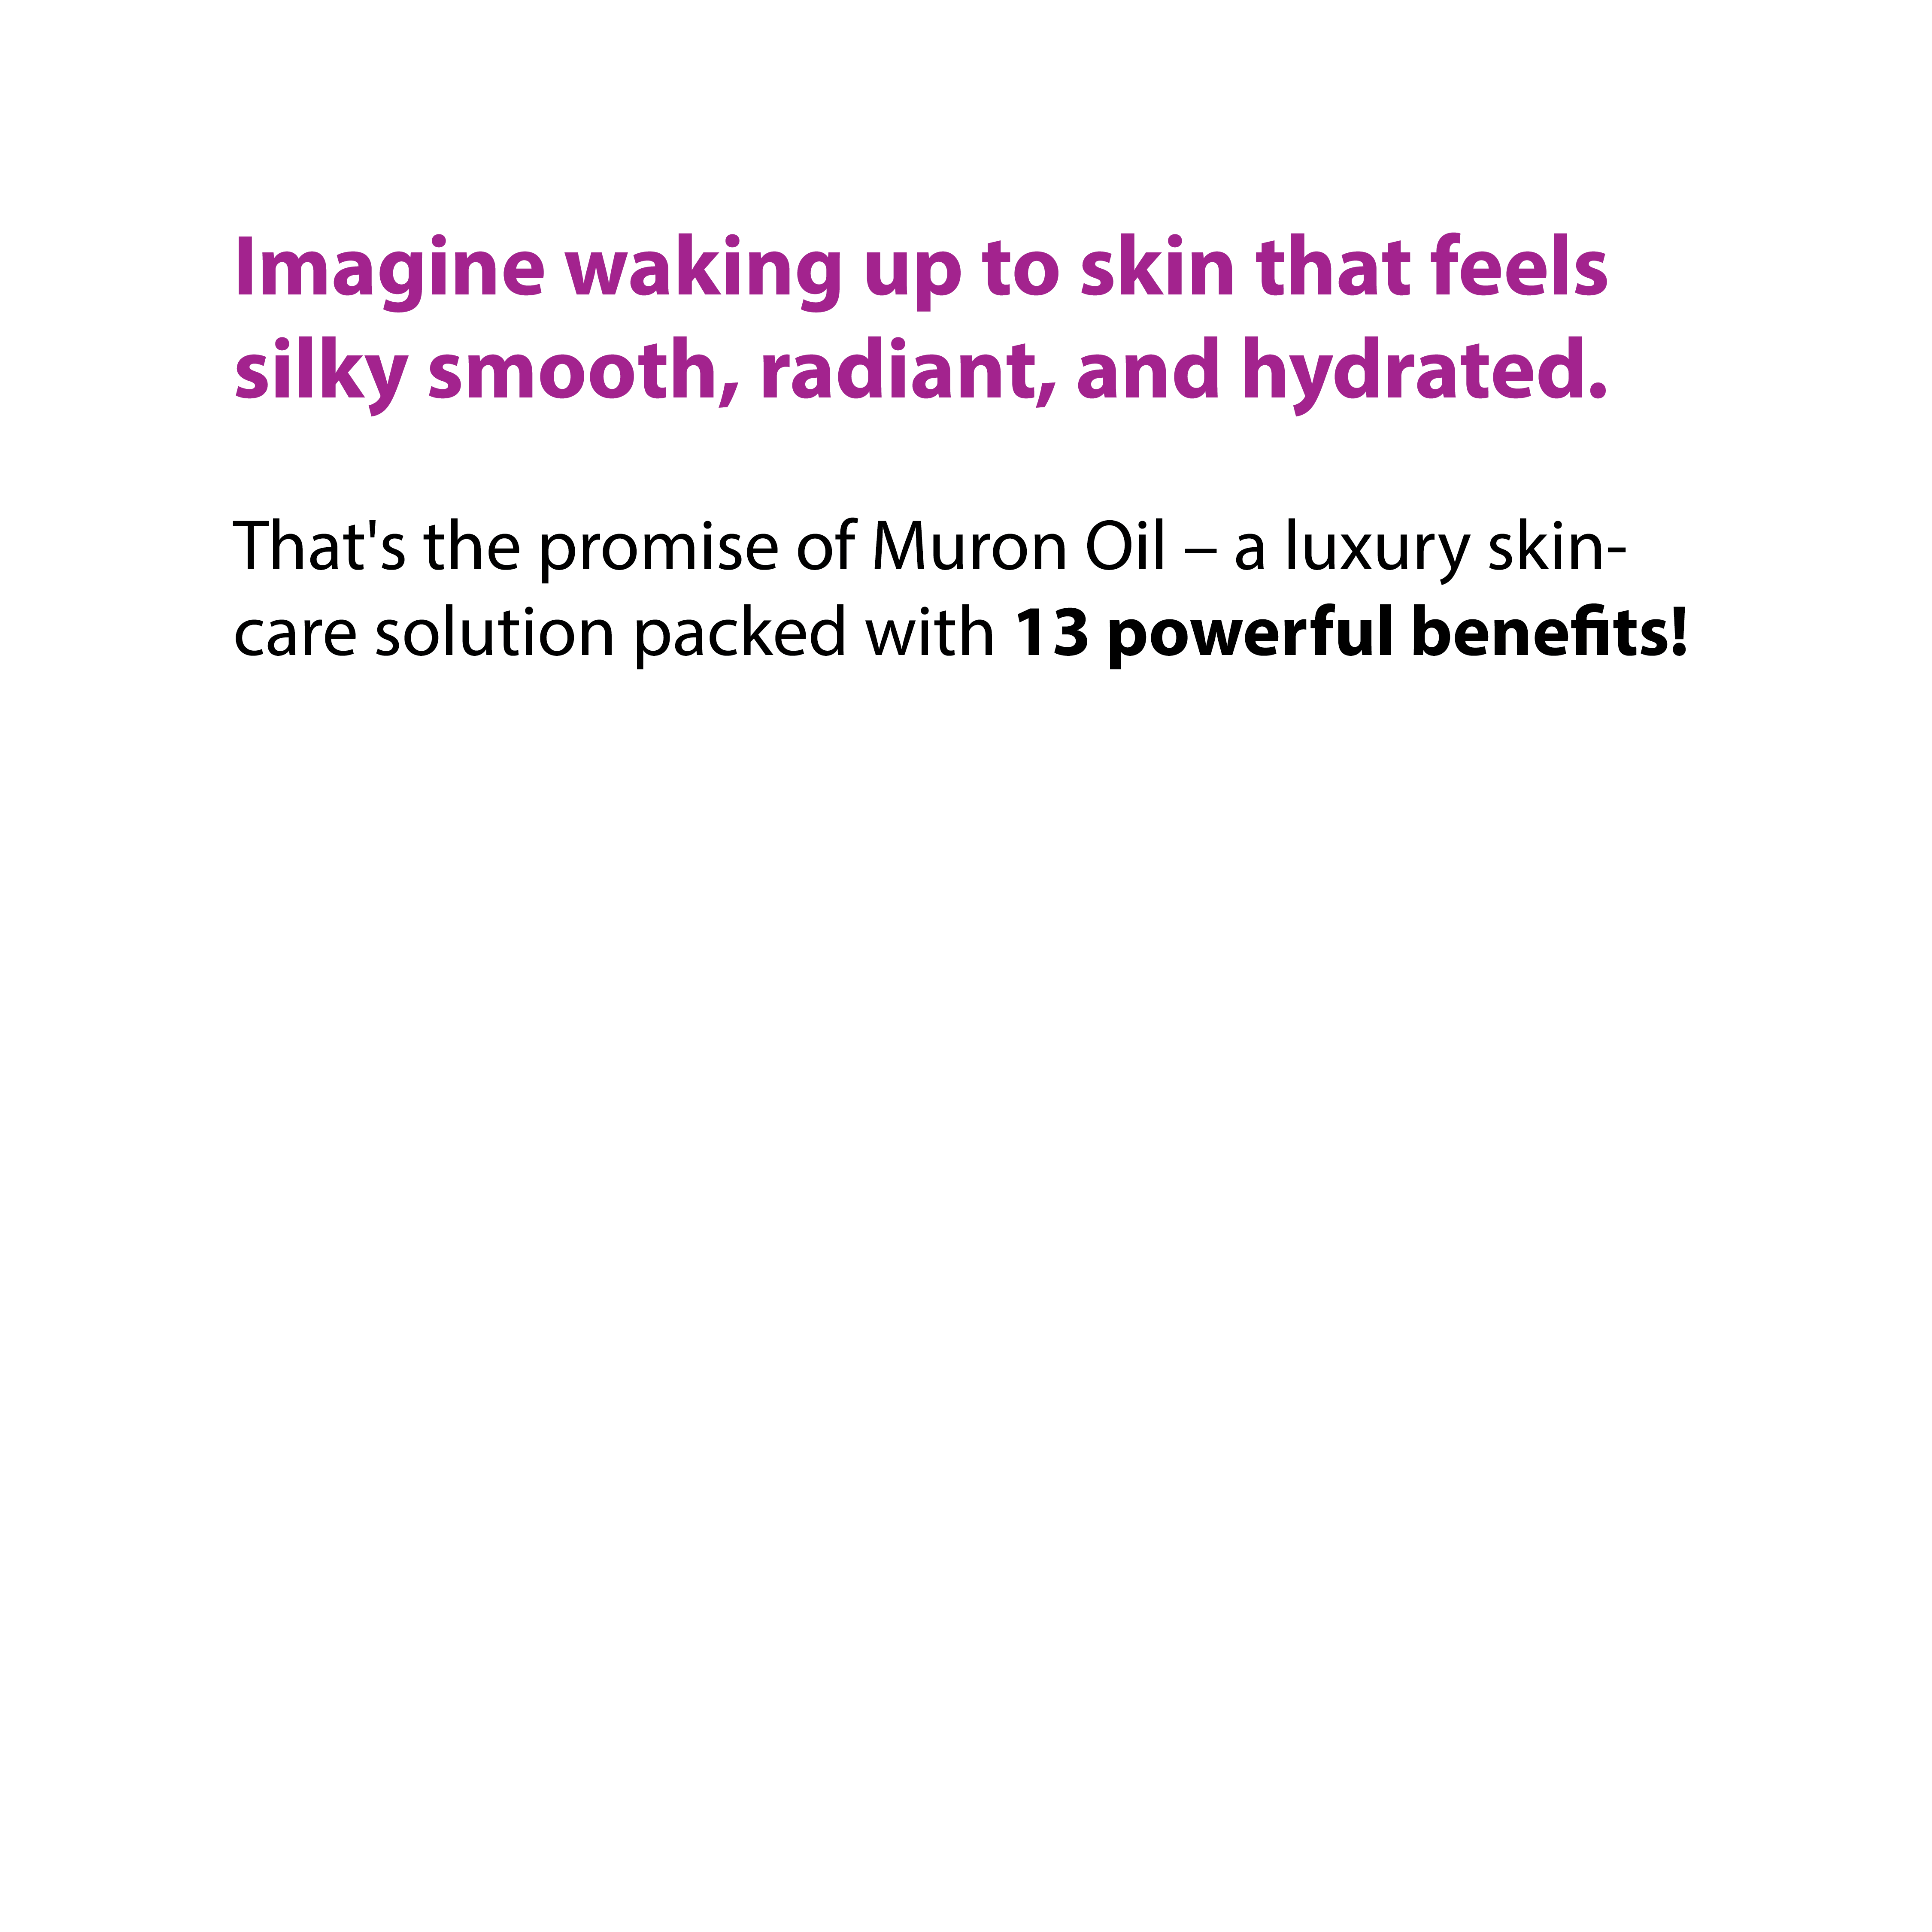 Imagine waking up to skin that feels
silky smooth, radiant, and hydrated.
That's the promise of Muron Oil – a luxury skin-
care solution packed with 13 powerful benefits!